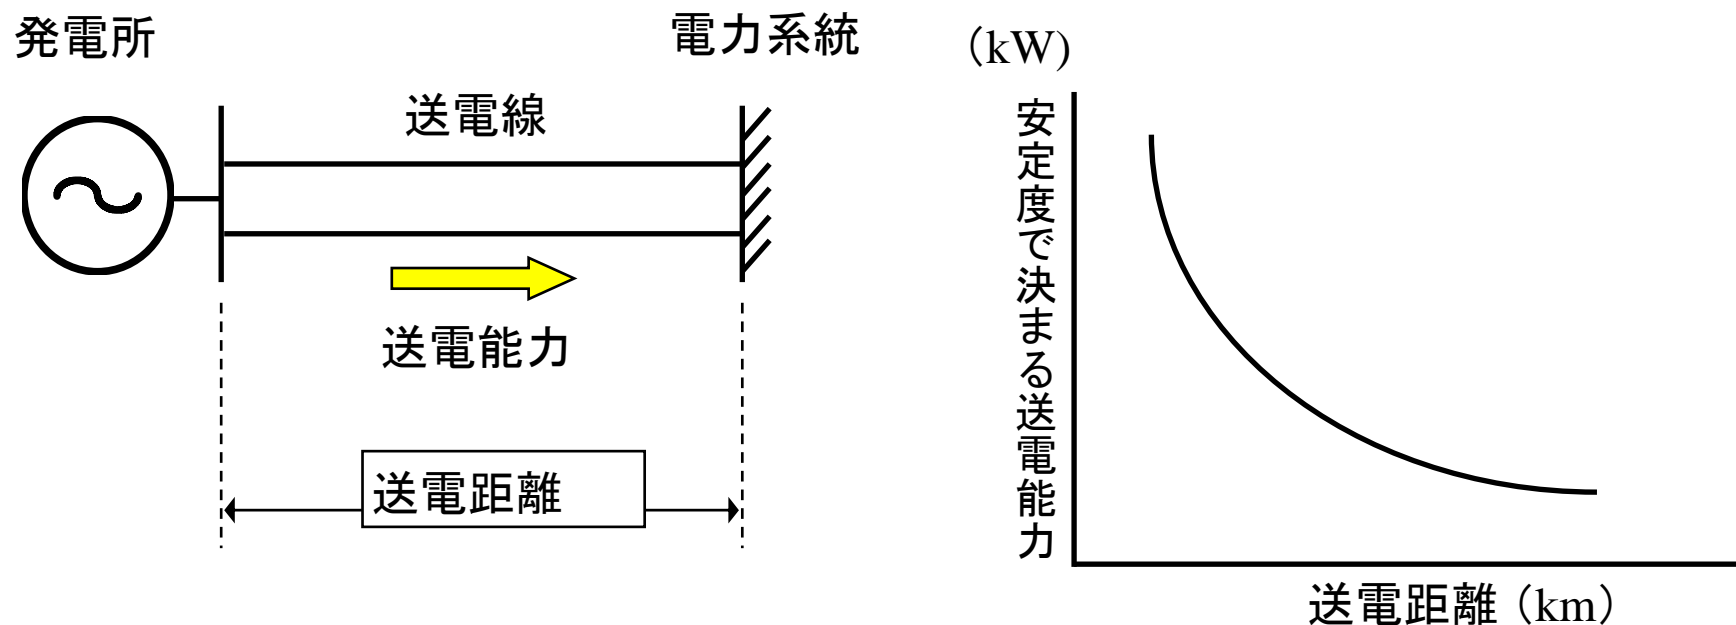 発電所
電力系統
送電線
送電能力
送電距離
（kW)
安定度で決まる送電能力
送電距離（km）